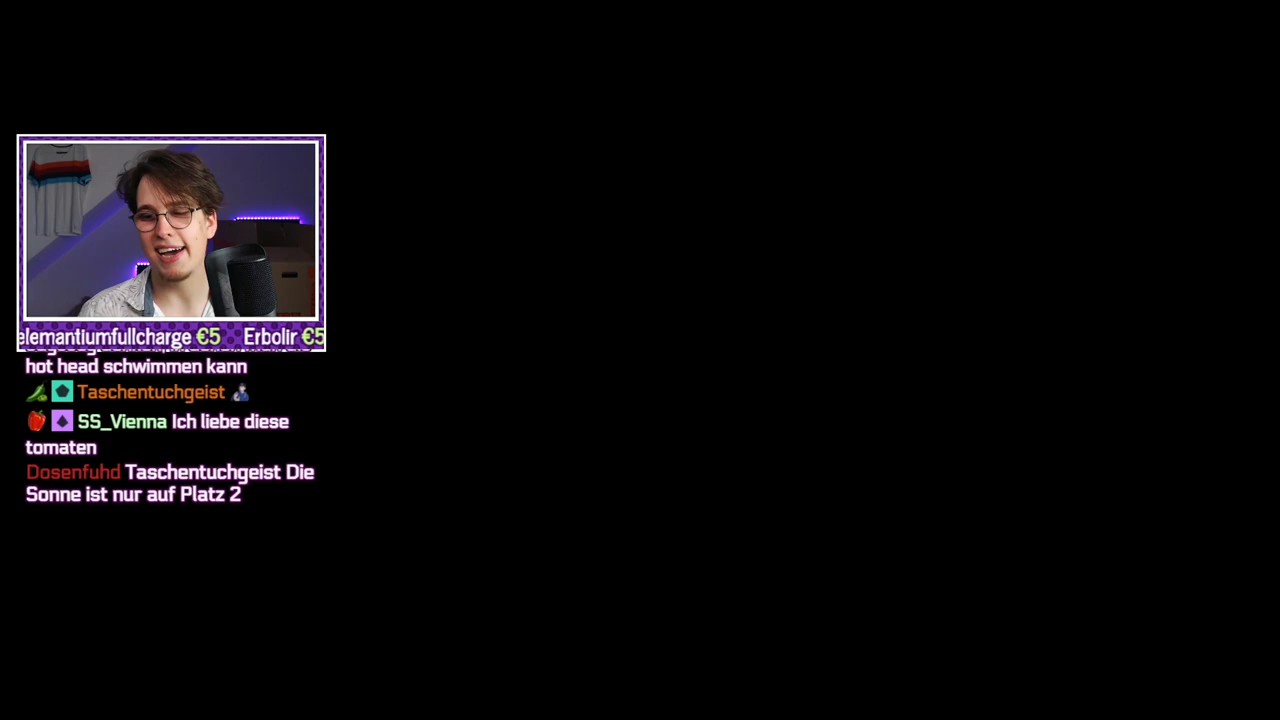 elemantiumfullcharge €5 Erbolir €5
hot head schwimmen kann
Taschentuchgeist
SS_Vienna Ich liebe diese
tomaten
Dosenfuhd Taschentuchgeist Die
Sonne ist nur auf Platz 2